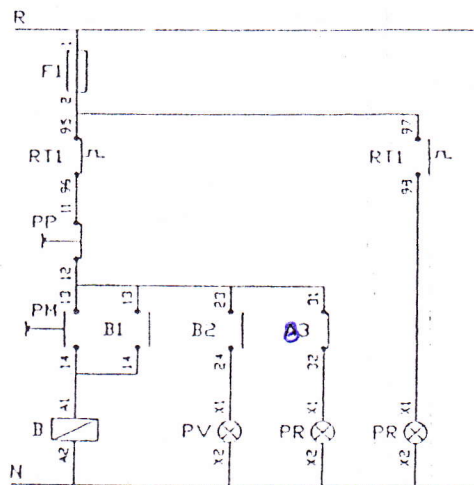 R
1
F1
2
95
97
RT1
RT1
96
98
11
PP
12
13
13
23
31
PM
B1
B2
3
14
14
24
32
A1
X1
X1
X1
B
PV
PR
PR
A2
X2
X2
X2
N